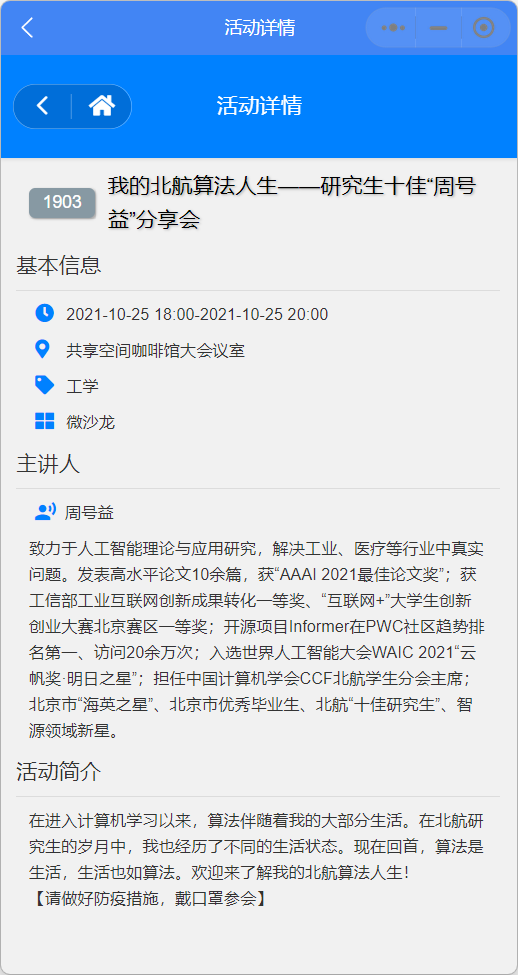 活动详情
活动详情
1903
我的北航算法人生——研究生十佳“周号
益”分享会
基本信息
2021-10-25 18:00-2021-10-25 20:00
共享空间咖啡馆大会议室
工学
微沙龙
主讲人
周号益
致力于人工智能理论与应用研究，解决工业、医疗等行业中真实
问题。发表高水平论文10余篇，获“AAAI 2021最佳论文奖”；获
工信部工业互联网创新成果转化一等奖、“互联网+”大学生创新
创业大赛北京赛区一等奖；开源项目Informer在PWC社区趋势排
名第一、访问20余万次；入选世界人工智能大会WAIC 2021“云
帆奖·明日之星”；担任中国计算机学会CCF北航学生分会主席；
北京市“海英之星”、北京市优秀毕业生、北航“十佳研究生”、智
源领域新星。
活动简介
在进入计算机学习以来，算法伴随着我的大部分生活。在北航研
究生的岁月中，我也经历了不同的生活状态。现在回首，算法是
生活，生活也如算法。欢迎来了解我的北航算法人生！
【请做好防疫措施，戴口罩参会】